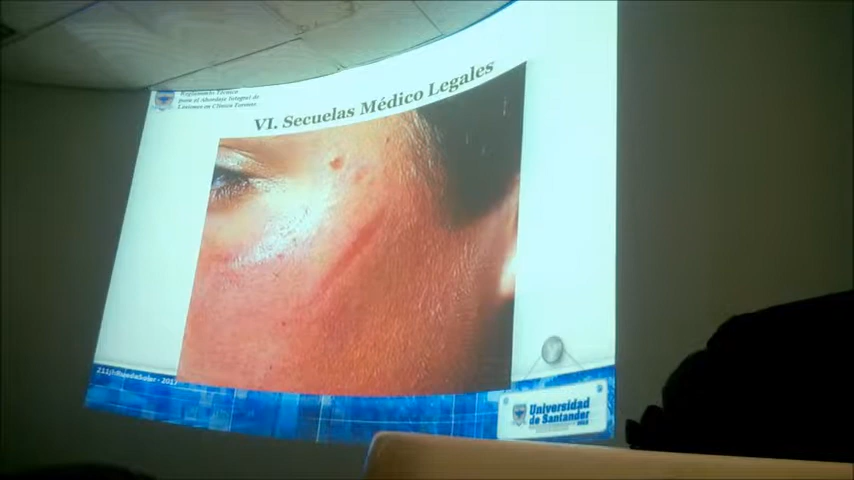 Reglamento Técnico
para el Abordaje Integral de
Lesiones en Clínica Forense
VI. Secuelas Médico Legales
Universidad
de Santander